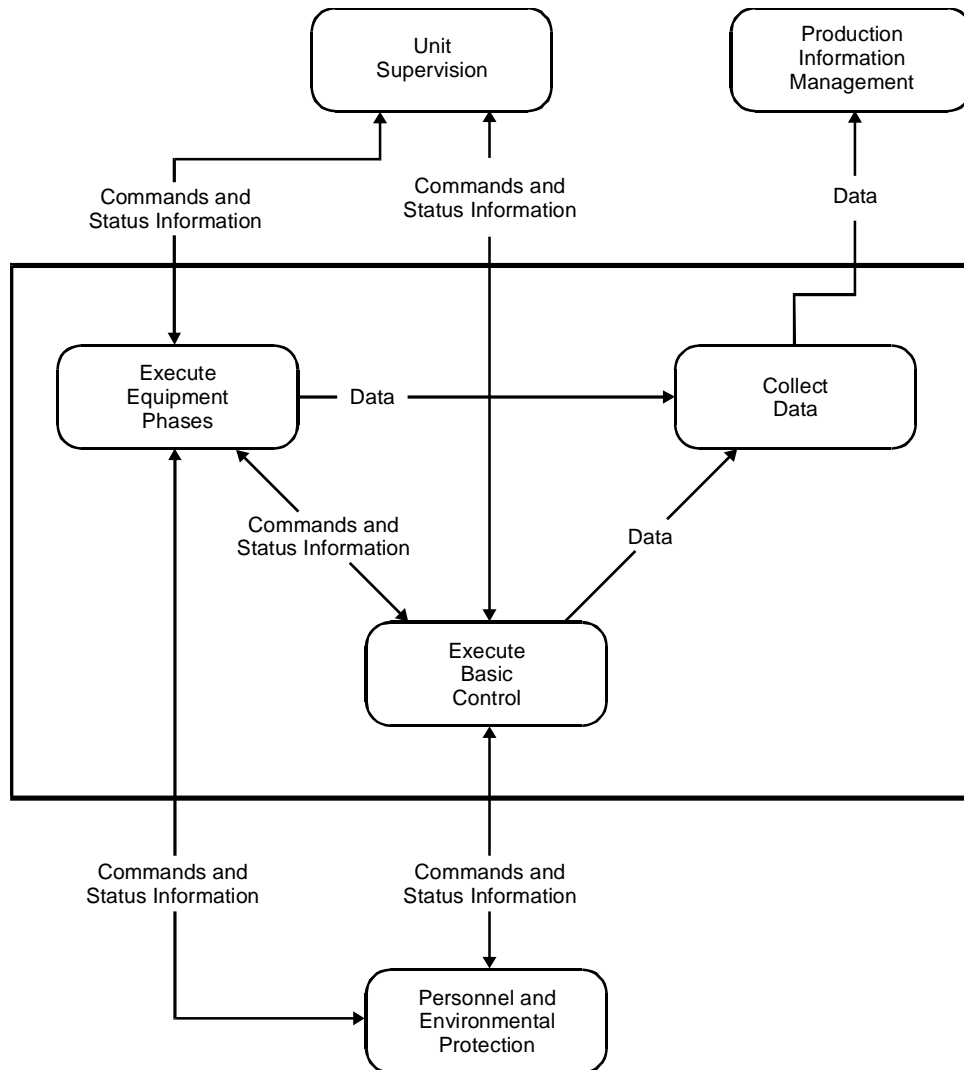 Unit
Supervision
Production
Information
Management
Commands and
Status Information
Commands and
Status Information
Data
Execute
Equipment
Phases
Data
Collect
Data
Commands and
Status Information
Data
Execute
Basic
Control
Commands and
Status Information
Commands and
Status Information
Personnel and
Environmental
Protection